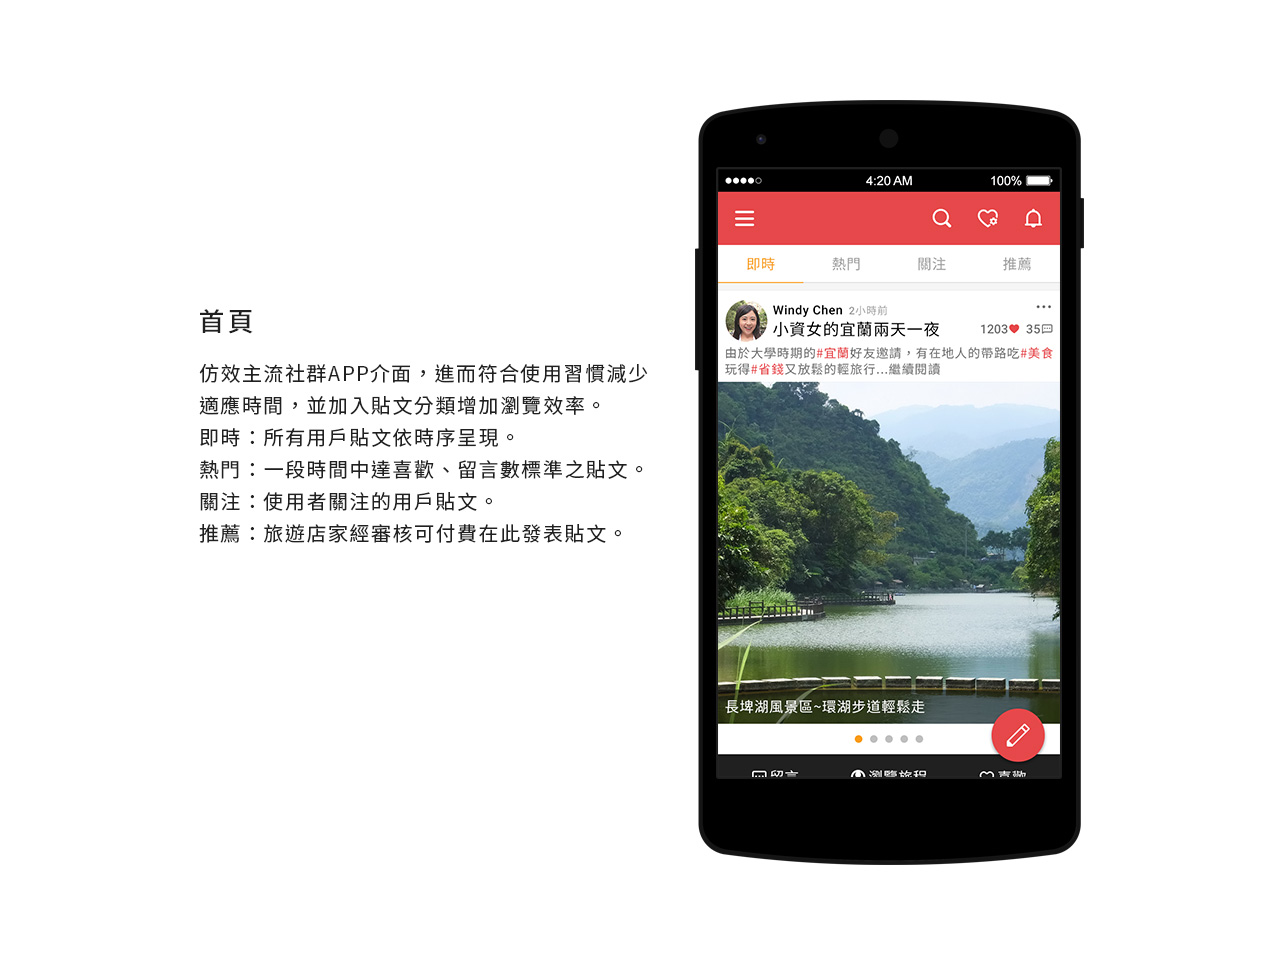 首頁
仿效主流社群APP介面，進而符合使用習慣減少
適應時間，並加入貼文分類增加瀏覽效率。
即時：所有用戶貼文依時序呈現。
熱門：一段時間中達喜歡、留言數標準之貼文。
關注：使用者關注的用戶貼文。
推薦：旅遊店家經審核可付費在此發表貼文。
4:20 AM
100%
即時 熱門 關注 推薦
Windy Chen 2小時前
小資女的宜蘭兩天一夜 1203 35
由於大學時期的#宜蘭好友邀請，有在地人的帶路吃#美食
玩得#省錢又放鬆的輕旅行...繼續閱讀
長埤湖風景區~環湖步道輕鬆走
留言 瀏覽旅程 喜歡